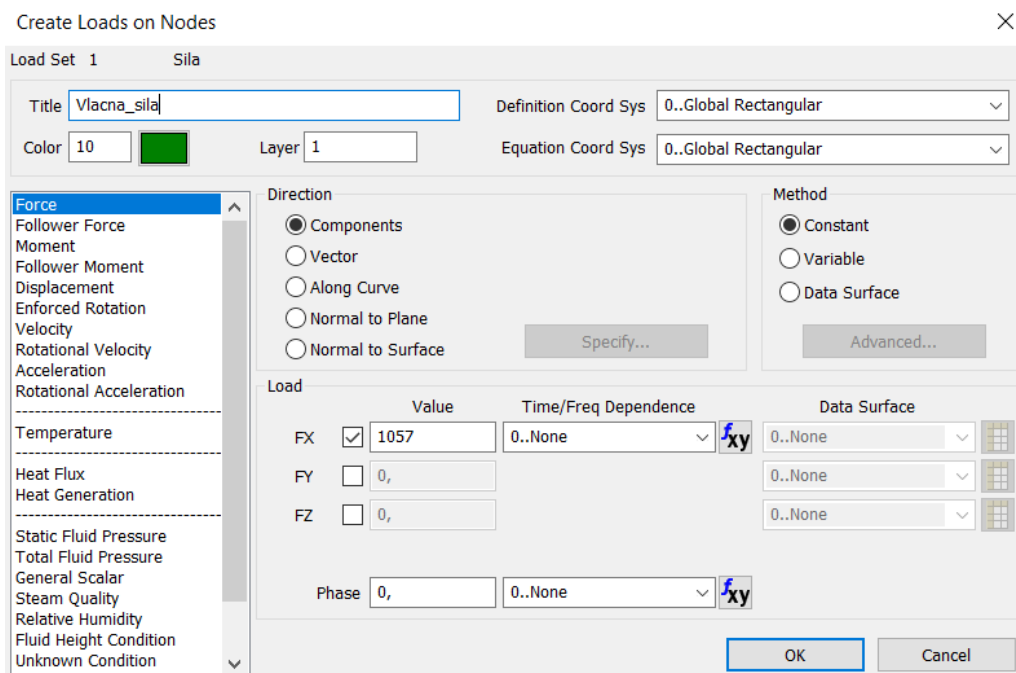 Create Loads on Nodes
Load Set 1 Sila
Title Vlacna_sila Definition Coord Sys 0..Global Rectangular
Color 10 Layer 1 Equation Coord Sys 0..Global Rectangular
Force
Follower Force
Moment
Follower Moment
Displacement
Enforced Rotation
Velocity
Rotational Velocity
Acceleration
Rotational Acceleration
------------------------------------
Temperature
------------------------------------
Heat Flux
Heat Generation
------------------------------------
Static Fluid Pressure
Total Fluid Pressure
General Scalar
Steam Quality
Relative Humidity
Fluid Height Condition
Unknown Condition
Direction
Components
Vector
Along Curve
Normal to Plane
Normal to Surface
Specify...
Method
Constant
Variable
Data Surface
Advanced...
Load
Value Time/Freq Dependence Data Surface
FX 1057 0..None fxy 0..None
FY 0, 0..None
FZ 0, 0..None
Phase 0, 0..None fxy
OK Cancel